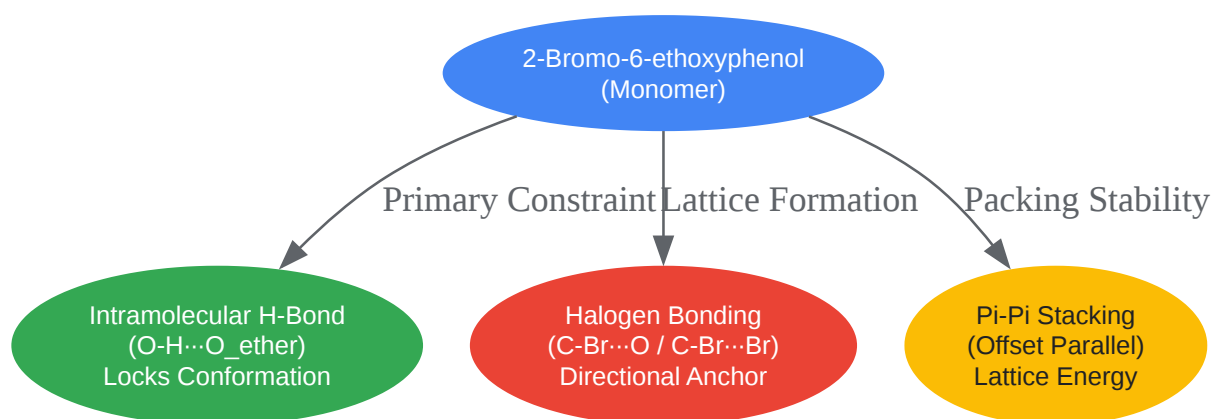 2-Bromo-6-ethoxyphenol
(Monomer)
Primary Constraint
Lattice Formation
Packing Stability
Intramolecular H-Bond
(O-H···O_ether)
Locks Conformation
Halogen Bonding
(C-Br···O / C-Br···Br)
Directional Anchor
Pi-Pi Stacking
(Offset Parallel)
Lattice Energy